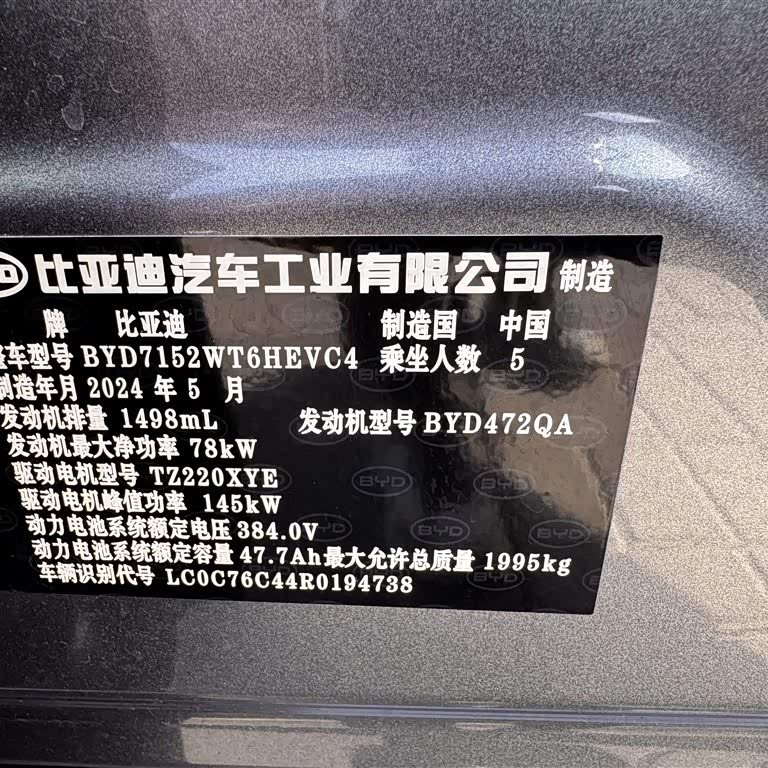 比亚迪汽车工业有限公司 制造
牌 比亚迪 制造国 中国
整车型号 BYD7152WT6HEVC4 乘坐人数 5
制造年月 2024 年 5 月
发动机排量 1498mL 发动机型号 BYD472QA
发动机最大净功率 78kW
驱动电机型号 TZ220XYE
驱动电机峰值功率 145kW
动力电池系统额定电压 384.0V
动力电池系统额定容量 47.7Ah 最大允许总质量 1995kg
车辆识别代号 LC0C76C44R0194738